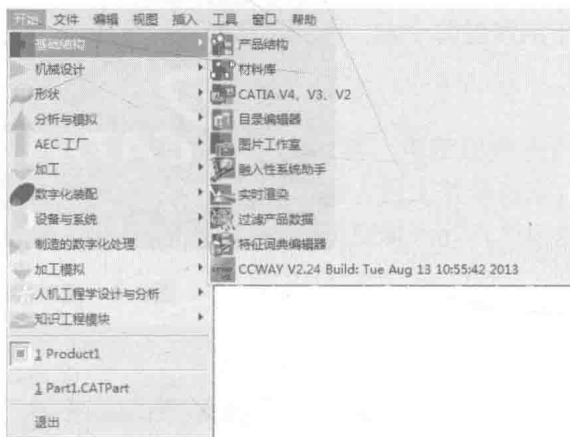 开始 文件 编辑 视图 插入 工具 窗口 帮助
基础结构
机械设计
形状
分析与模拟
AEC 工厂
加工
数字化装配
设备与系统
制造的数字化处理
加工模拟
人机工程学设计与分析
知识工程模块
1 Product1
1 Part1.CATPart
退出
产品结构
材料库
CATIA V4、V3、V2
目录编辑器
图片工作室
融入性系统助手
实时渲染
过滤产品数据
特征词典编辑器
CCWAY V2.24 Build: Tue Aug 13 10:55:42 2013